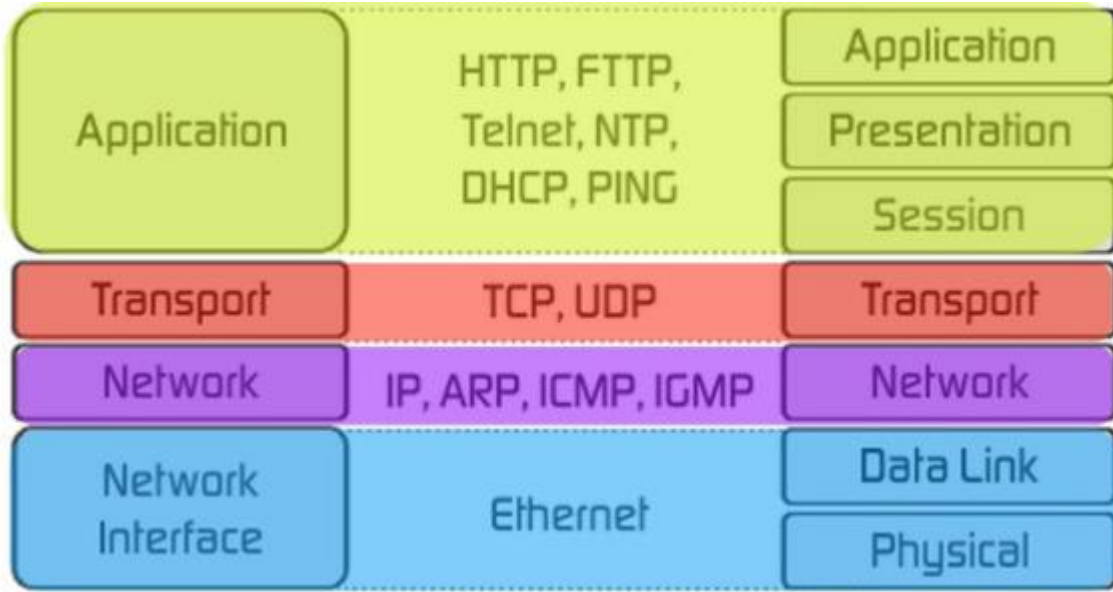 Application
HTTP, FTTP,
Telnet, NTP,
DHCP, PING
Application
Presentation
Session
Transport
TCP, UDP
Transport
Network
IP, ARP, ICMP, IGMP
Network
Network
Interface
Ethernet
Data Link
Physical